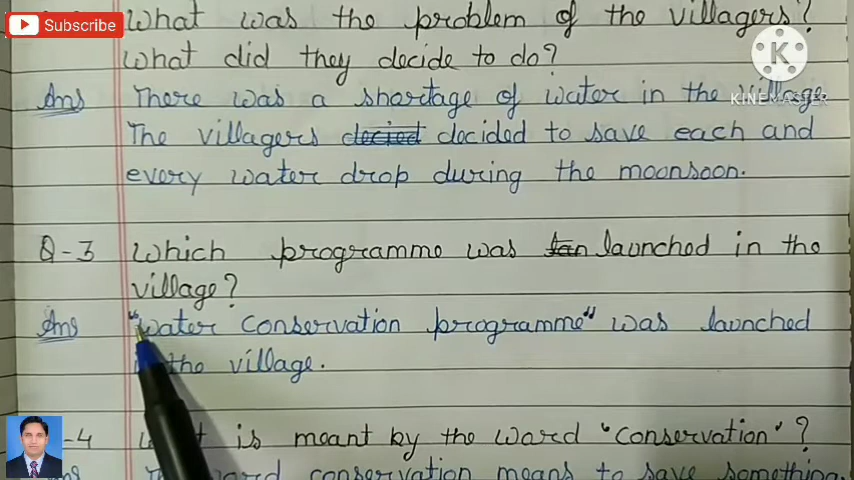 Subscribe
What was the problem of the villagers?
What did they decide to do?
KINEMASTER
Ans There was a shortage of water in the village
The villagers decied decided to save each and
every water drop during the moonsoon.
Q-3 Which programme was lan launched in the
village?
Ans "water conservation programme" was launched
the village.
-4 is meant by the ward "conservation"?
conservation means to save something.